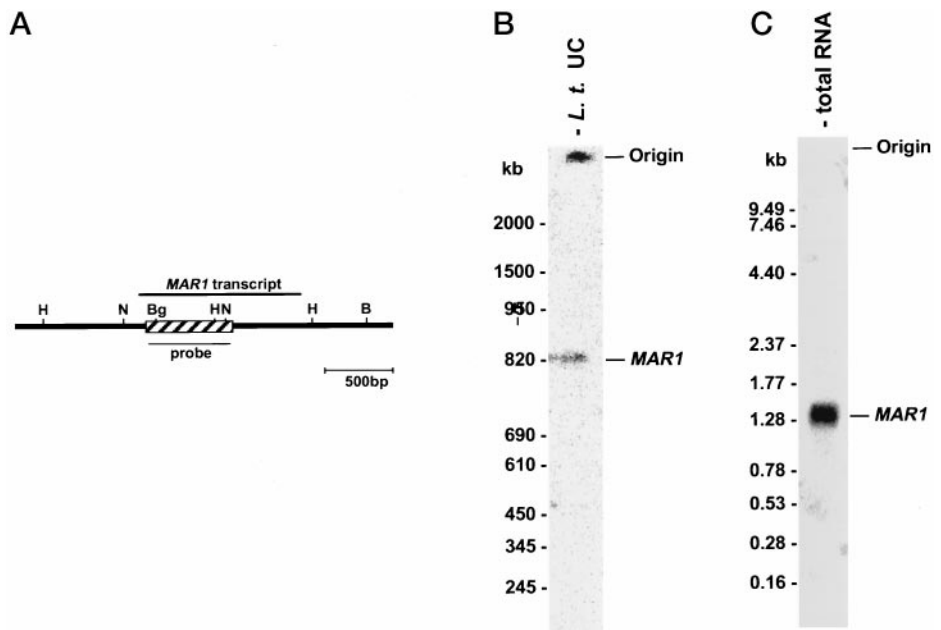 A
MAR1 transcript
H N Bg HN H B
probe
500bp
B
- L. t. UC
kb
Origin
2000 -
1500 -
950 -
820 -
MAR1
690 -
610 -
450 -
345 -
245 -
C
- total RNA
kb
Origin
9.49 -
7.46 -
4.40 -
2.37 -
1.77 -
1.28 -
MAR1
0.78 -
0.53 -
0.28 -
0.16 -